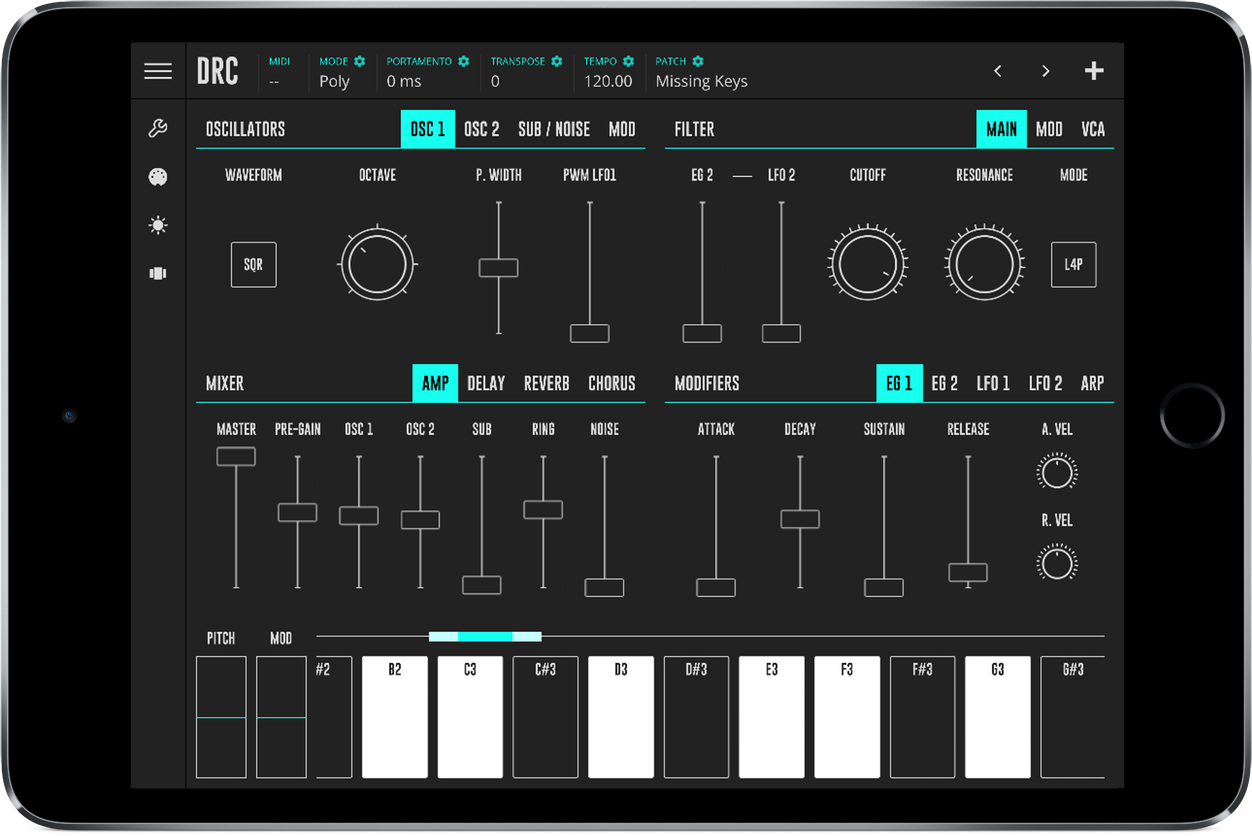 DRC
MIDI MODE PORTAMENTO TRANSPOSE TEMPO PATCH
-- Poly 0 ms 0 120.00 Missing Keys
OSCILLATORS OSC 1 OSC 2 SUB / NOISE MOD
FILTER MAIN MOD VCA
WAVEFORM OCTAVE P. WIDTH PWM LFO1
EG 2 LFO 2 CUTOFF RESONANCE MODE
SQR
L4P
MIXER AMP DELAY REVERB CHORUS
MODIFIERS EG 1 EG 2 LFO 1 LFO 2 ARP
MASTER PRE-GAIN OSC 1 OSC 2 SUB RING NOISE
ATTACK DECAY SUSTAIN RELEASE A. VEL
R. VEL
PITCH MOD
#2 B2 C3 C#3 D3 D#3 E3 F3 F#3 G3 G#3